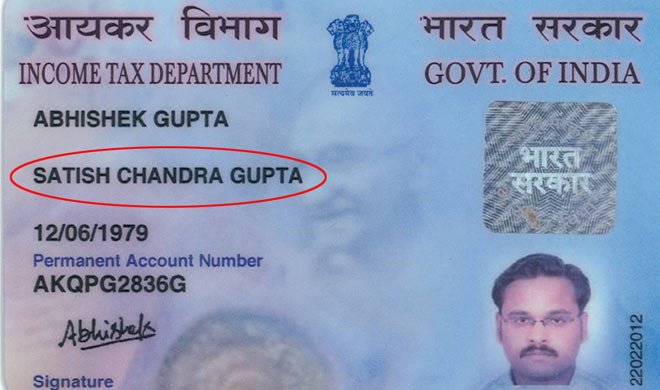 आयकर विभाग
INCOME TAX DEPARTMENT
सत्यमेव जयते
भारत सरकार
GOVT. OF INDIA
ABHISHEK GUPTA
SATISH CHANDRA GUPTA
भारत
सरकार
12/06/1979
Permanent Account Number
AKQPG2836G
Abhishek
Signature
22022012